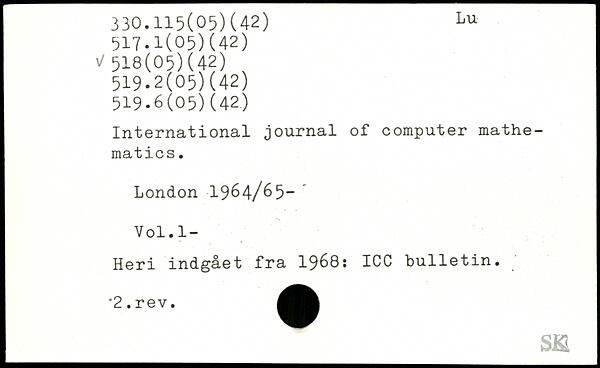 330.115(05)(42) Lu
517.1(05)(42)
√ 518(05)(42)
519.2(05)(42)
519.6(05)(42)
International journal of computer mathe-
matics.
London 1964/65-
Vol.1-
Heri indgået fra 1968: ICC bulletin.
2.rev.
SK